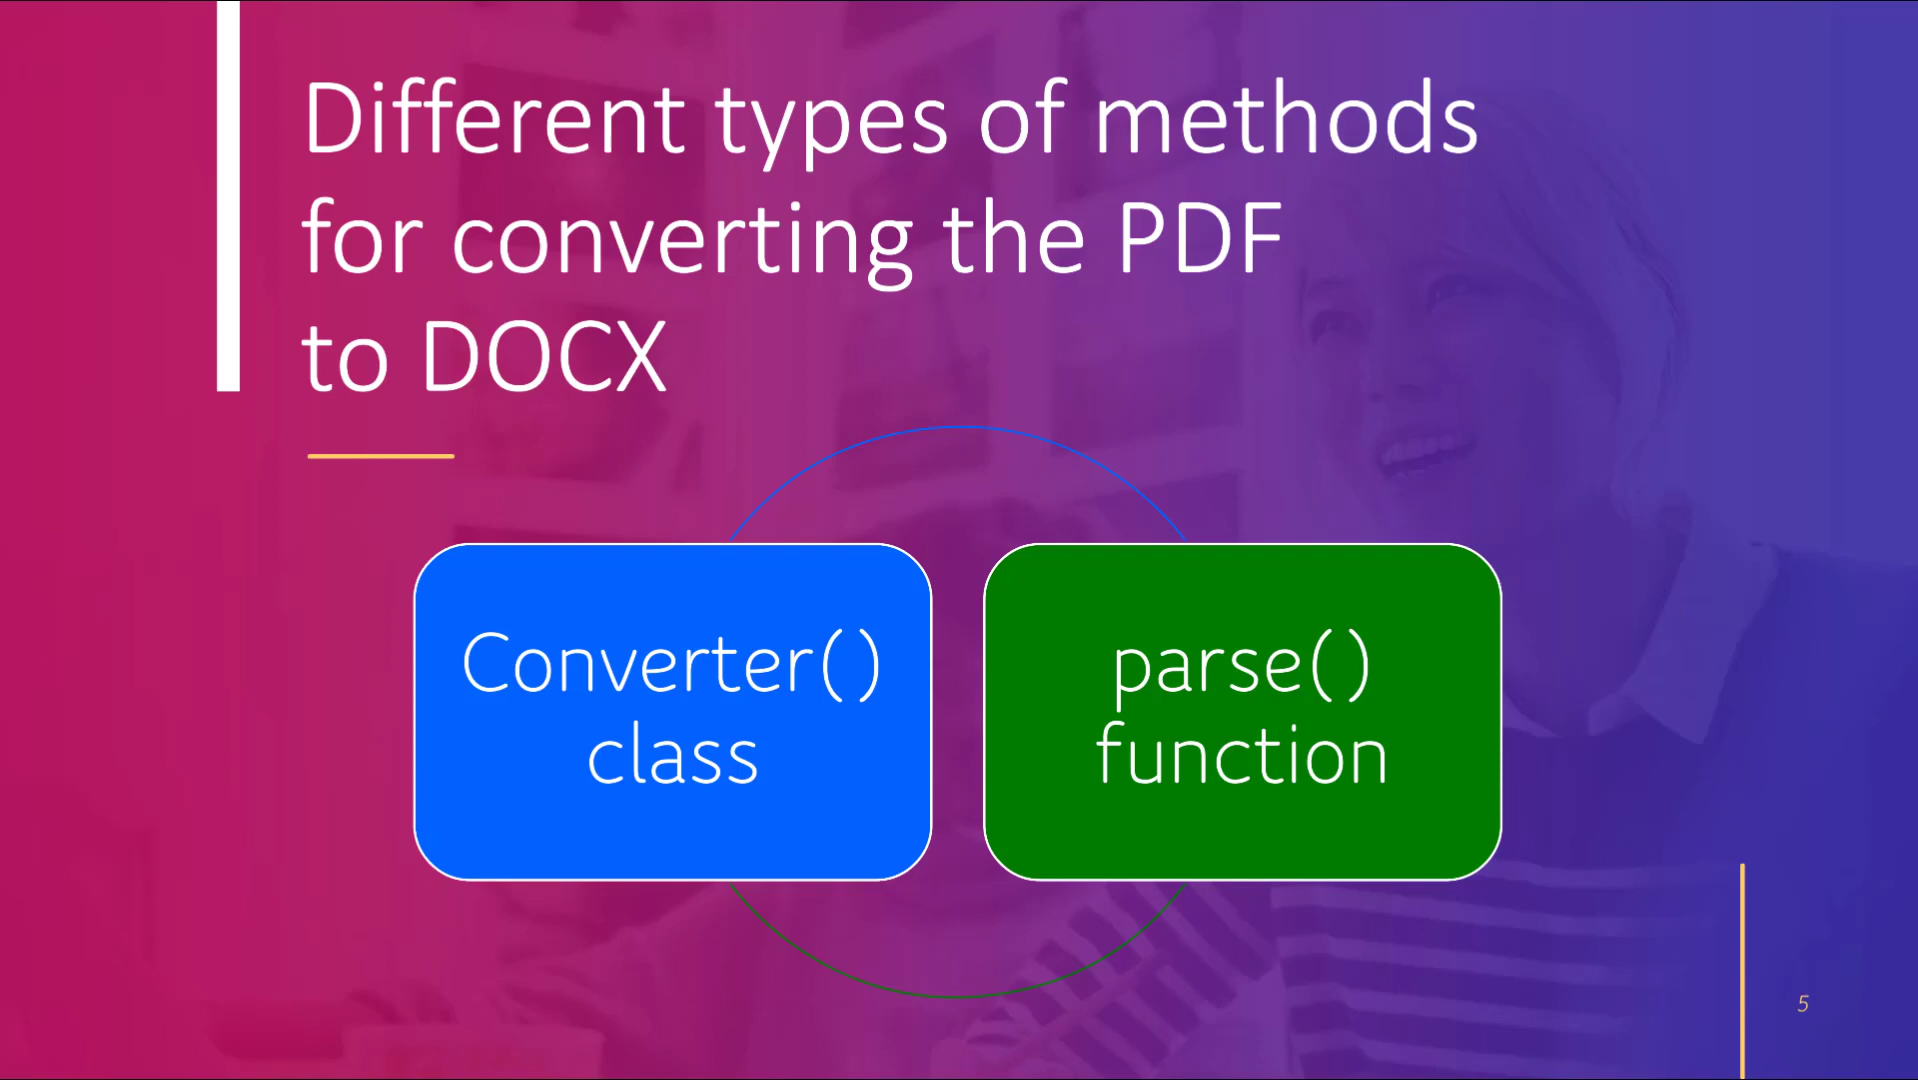 Different types of methods
for converting the PDF
to DOCX
Converter()
class
parse()
function
5